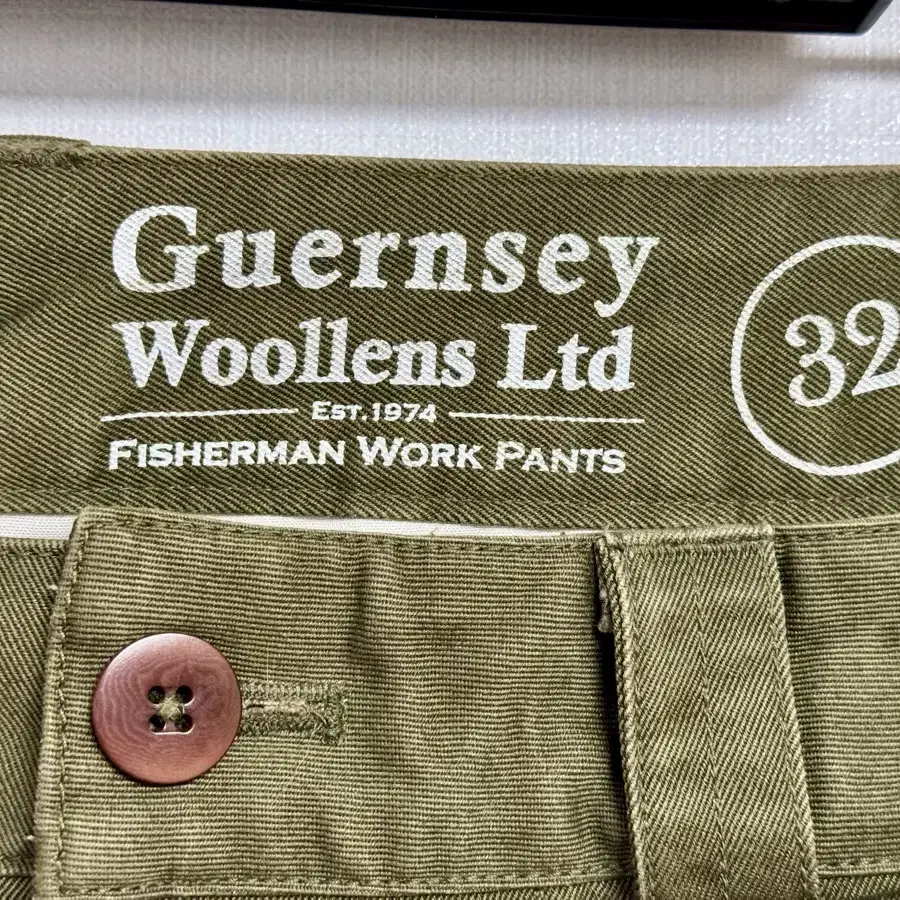 Guernsey
Woollens Ltd
Est. 1974
Fisherman Work Pants
32